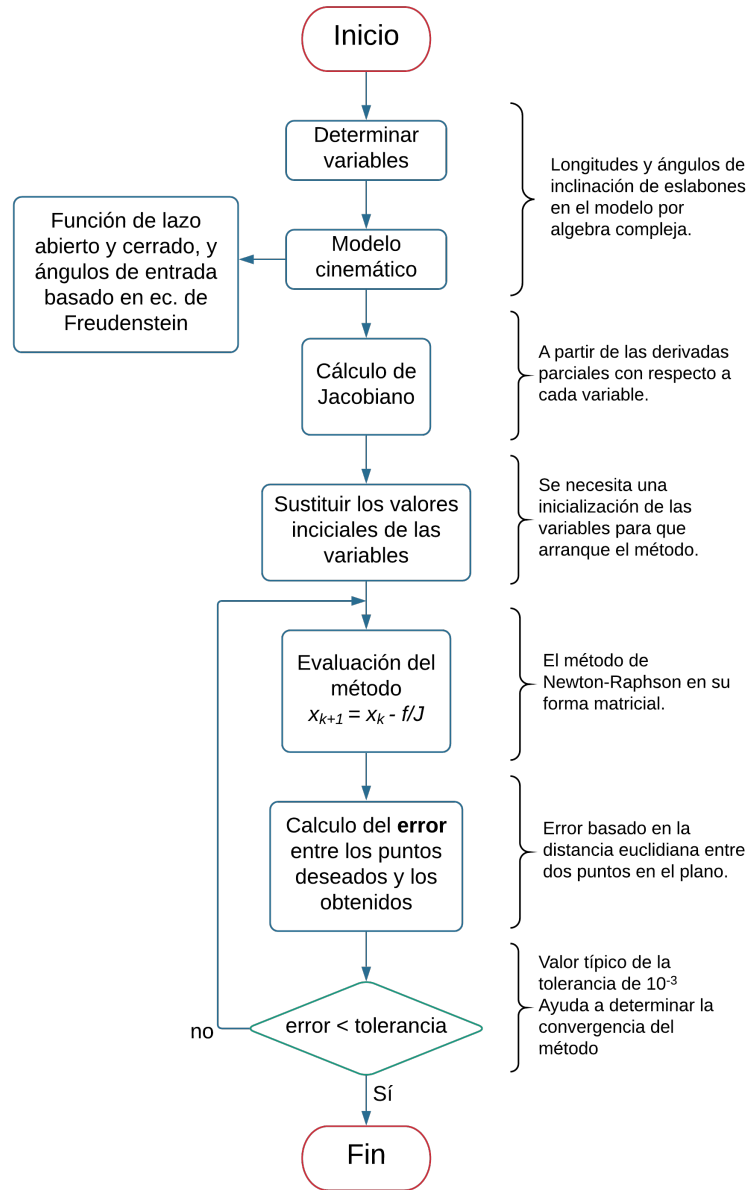 Inicio
Determinar
variables
Longitudes y ángulos de
inclinación de eslabones
en el modelo por
algebra compleja.
Función de lazo
abierto y cerrado, y
ángulos de entrada
basado en ec. de
Freudenstein
Modelo
cinemático
Cálculo de
Jacobiano
A partir de las derivadas
parciales con respecto a
cada variable.
Sustituir los valores
inciciales de las
variables
Se necesita una
inicialización de las
variables para que
arranque el método.
Evaluación del
método
xₖ₊₁ = xₖ - f/J
El método de
Newton-Raphson en su
forma matricial.
Calculo del error
entre los puntos
deseados y los
obtenidos
Error basado en la
distancia euclidiana entre
dos puntos en el plano.
error < tolerancia
Valor típico de la
tolerancia de 10⁻³
Ayuda a determinar la
convergencia del
método
no
Sí
Fin